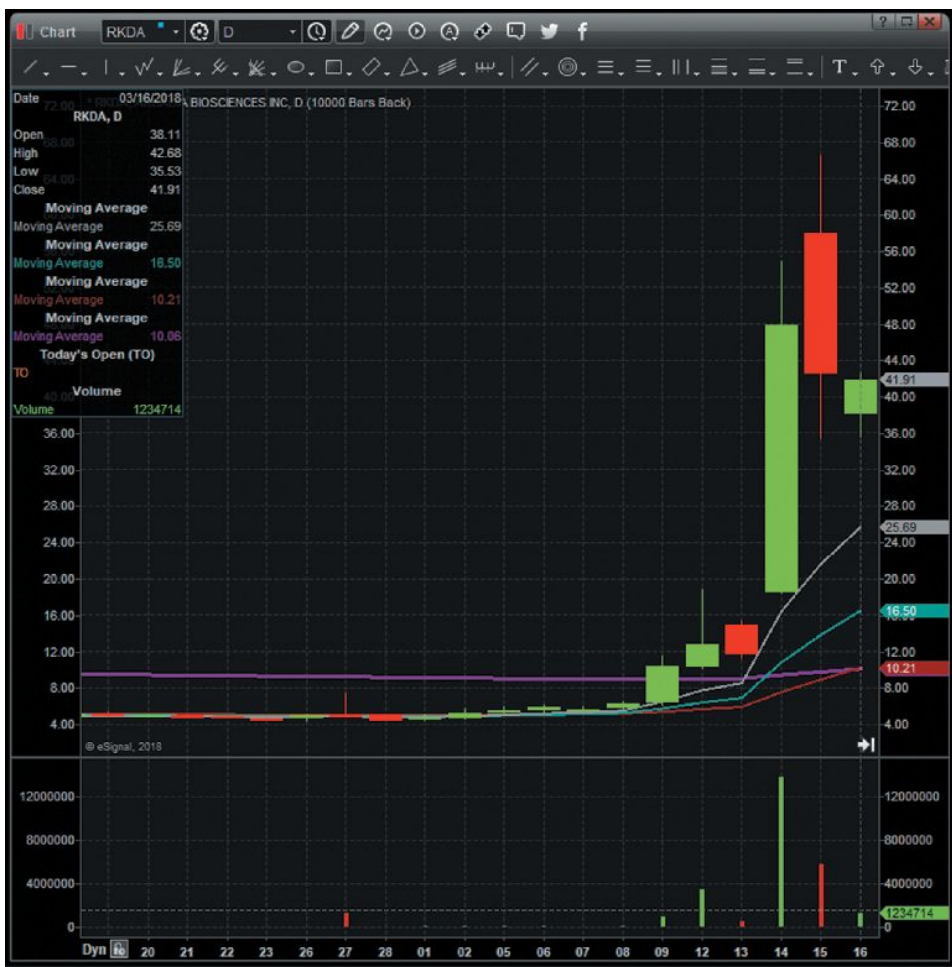 Chart RKDA D
Date 03/16/2018 A BIOSCIENCES INC, D (10000 Bars Back)
RKDA, D
Open 38.11
High 42.68
Low 35.53
Close 41.91
Moving Average
Moving Average 25.69
Moving Average
Moving Average 16.50
Moving Average
Moving Average 10.21
Moving Average
Moving Average 10.06
Today's Open (TO)
TO
Volume
Volume 1234714
72.00
68.00
64.00
60.00
56.00
52.00
48.00
44.00
41.91
40.00
36.00 36.00
32.00 32.00
28.00 28.00
25.69
24.00 24.00
20.00 20.00
16.50
16.00 16.00
12.00 12.00
10.21
8.00 8.00
4.00 4.00
© eSignal, 2018
12000000 12000000
8000000 8000000
4000000 4000000
1234714
0 0
Dyn 20 21 22 23 26 27 28 01 02 05 06 07 08 09 12 13 14 15 16